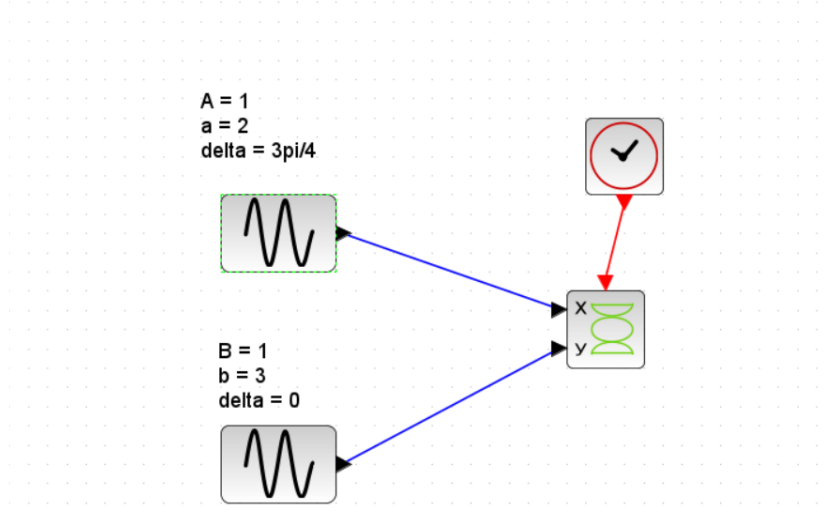 A = 1
a = 2
delta = 3pi/4
X
y
B = 1
b = 3
delta = 0